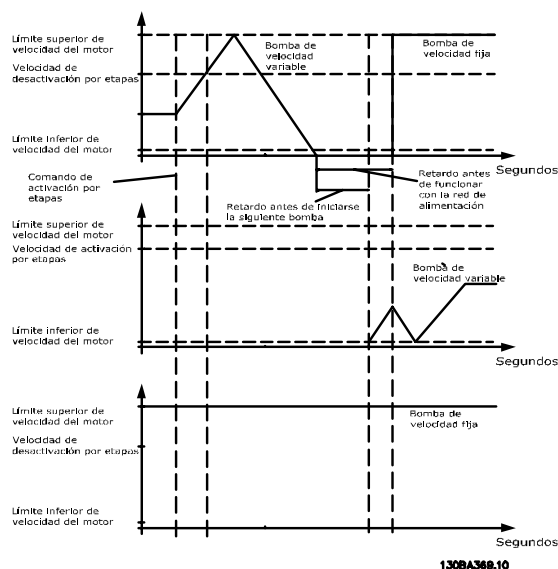 Límite superior de
velocidad del motor
Velocidad de
desactivación por etapas
Bomba de
velocidad
variable
Bomba de
velocidad fija
Límite Inferior de
velocidad del motor
Segundos
Comando de
activación por
etapas
Retardo antes
de funcionar
con la red de
alimentación
Retardo antes de iniciarse
la siguiente bomba
Límite superior de
velocidad del motor
Velocidad de activación
por etapas
Bomba de
velocidad variable
Límite inferior de
velocidad del motor
Segundos
Límite superior de
velocidad del motor
Bomba de
velocidad fija
Velocidad de
desactivación por etapas
Límite Inferior de
velocidad del motor
Segundos
130BA369.10